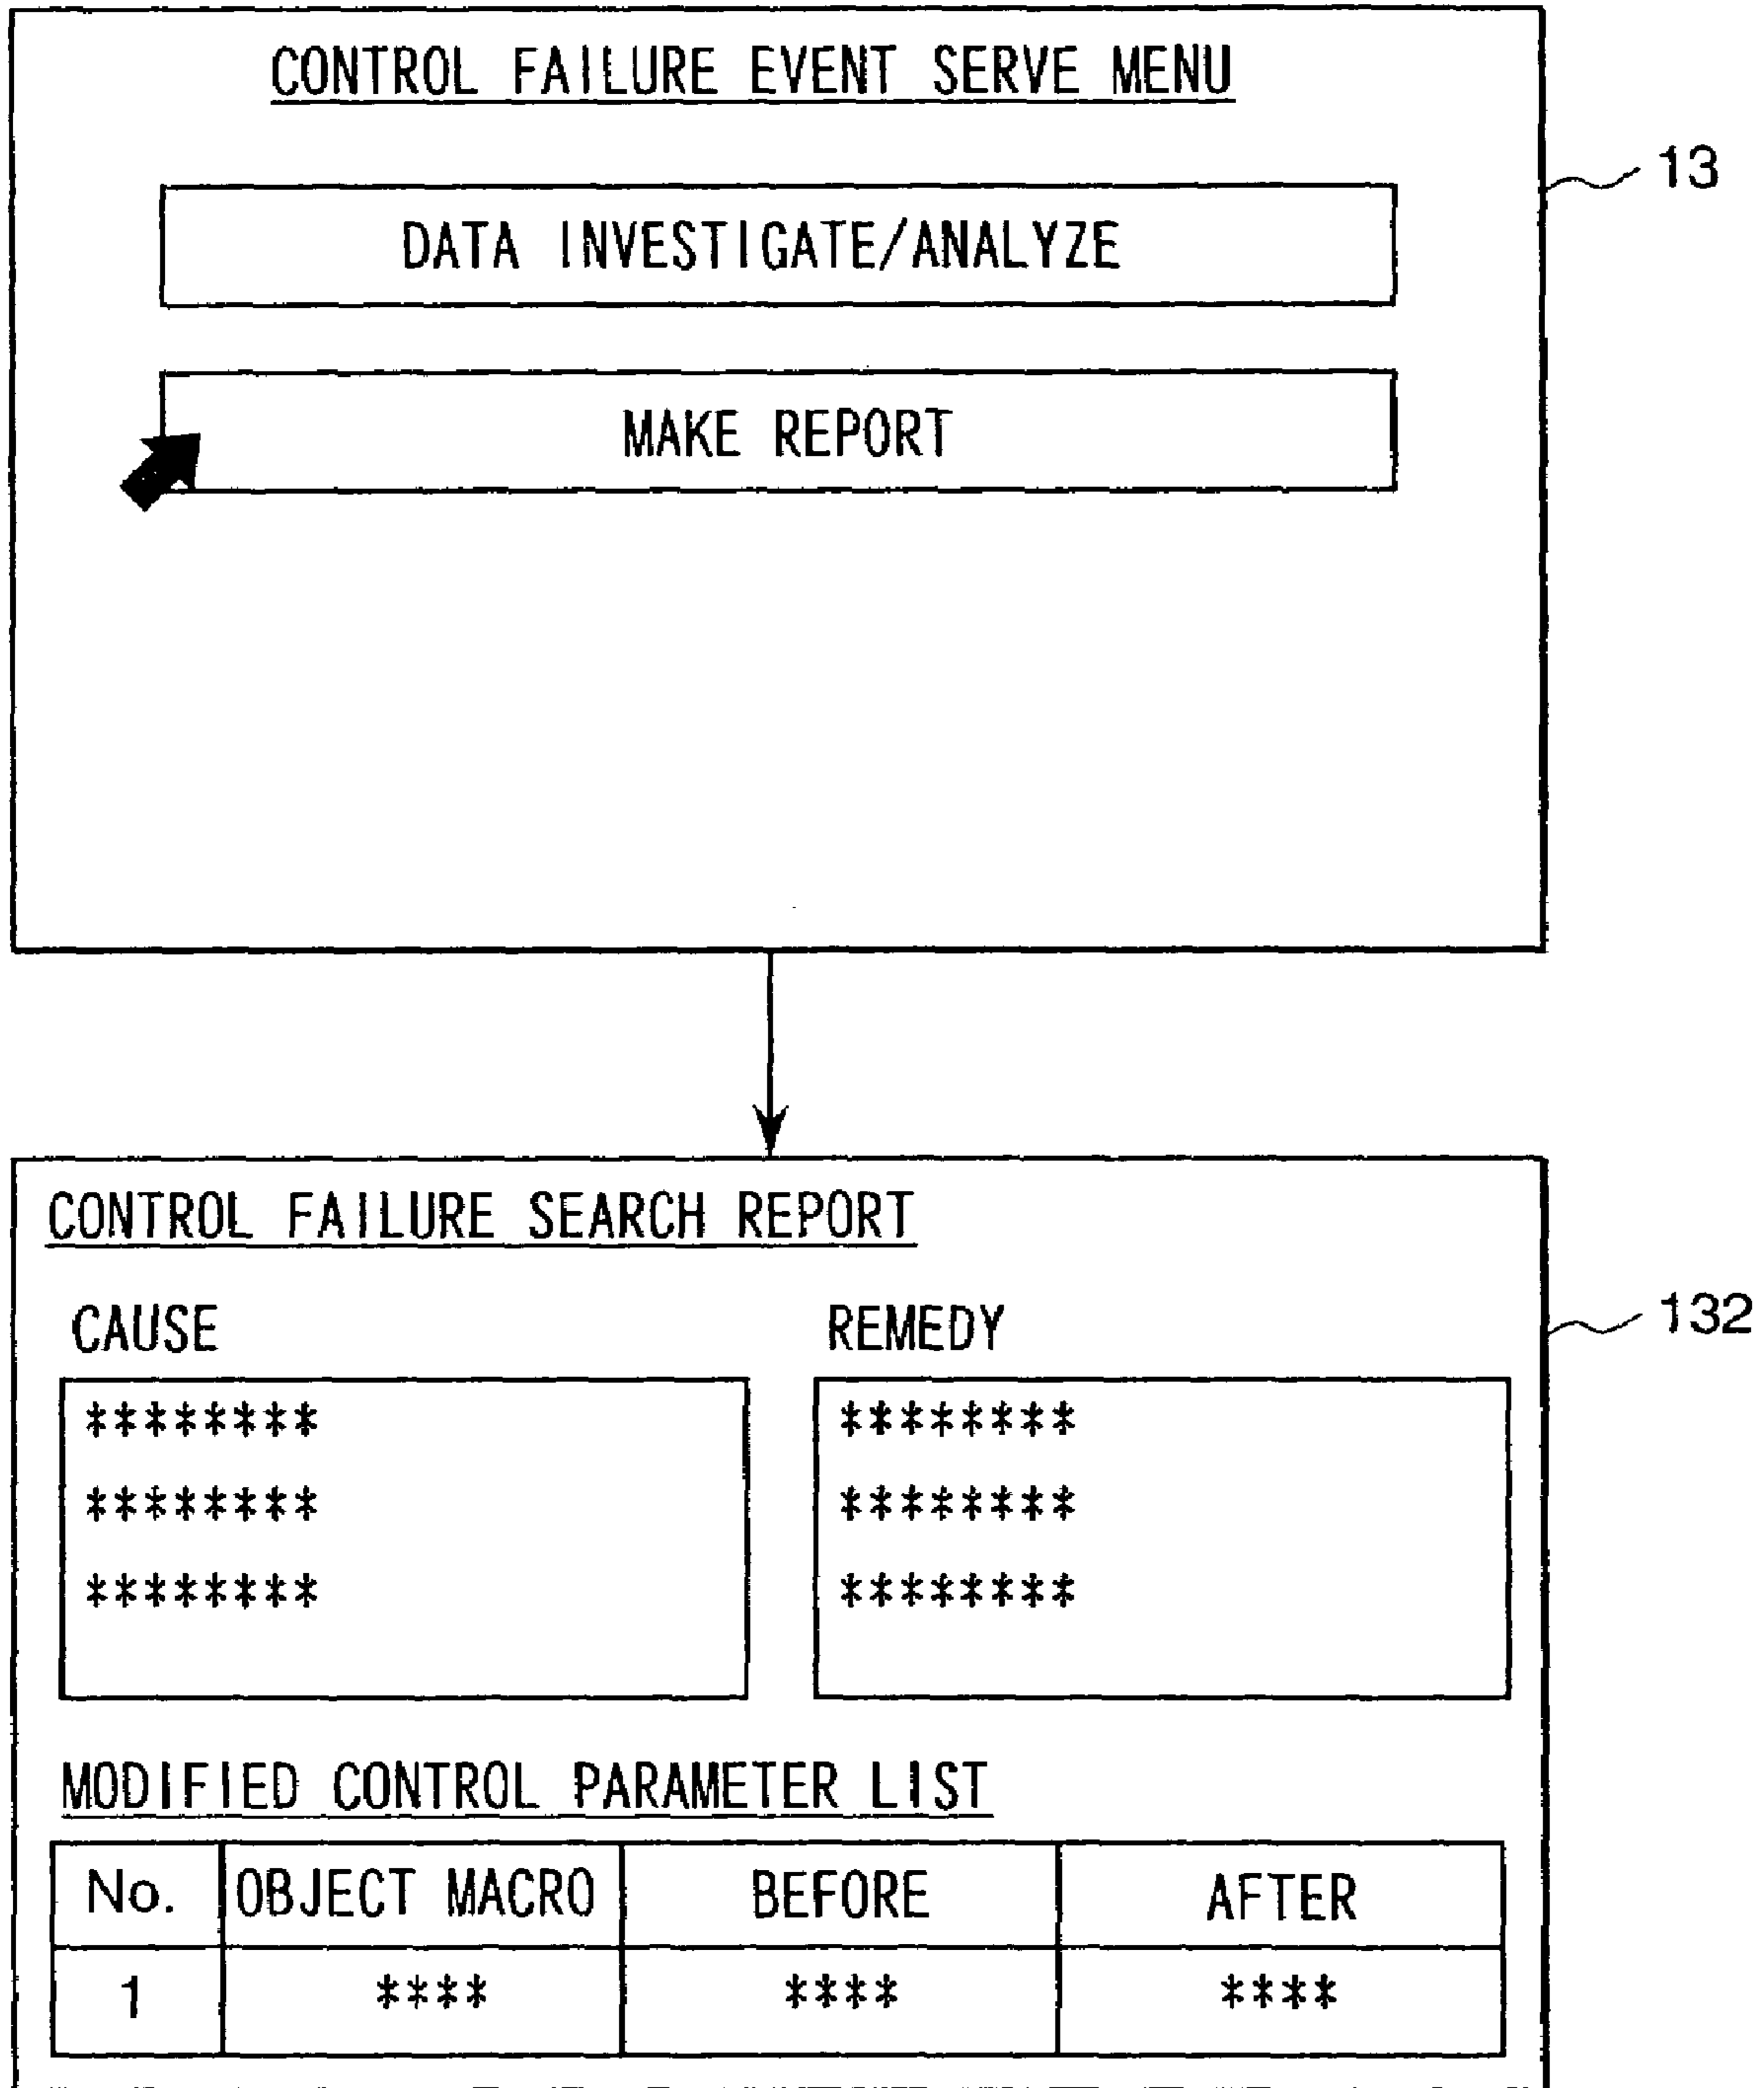 CONTROL FAILURE EVENT SERVE MENU
13
DATA INVESTIGATE/ANALYZE
MAKE REPORT
CONTROL FAILURE SEARCH REPORT
132
CAUSE REMEDY
******** ********
******** ********
******** ********
MODIFIED CONTROL PARAMETER LIST
No. OBJECT MACRO BEFORE AFTER
1 **** **** ****